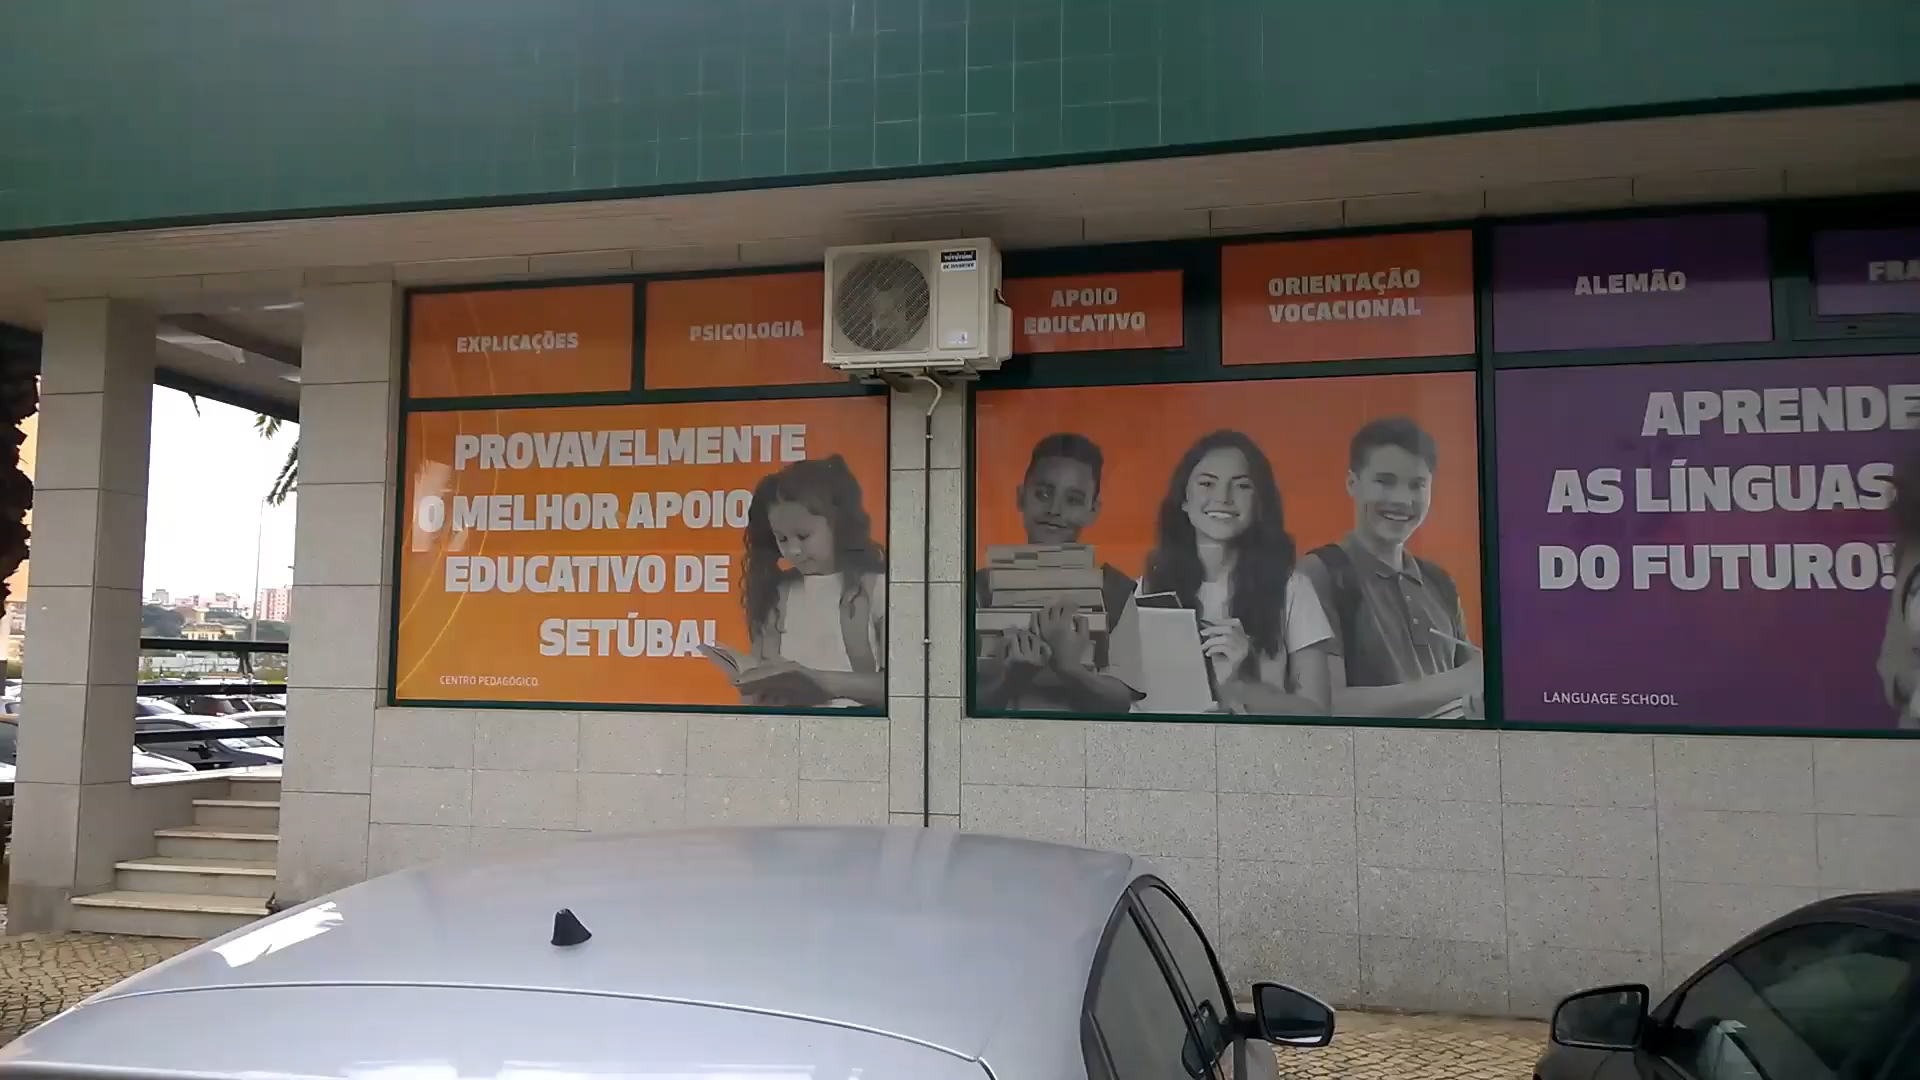 EXPLICAÇÕES
PSICOLOGIA
APOIO
EDUCATIVO
ORIENTAÇÃO
VOCACIONAL
ALEMÃO
FRA
PROVAVELMENTE
O MELHOR APOIO
EDUCATIVO DE
SETÚBAL
CENTRO PEDAGÓGICO
APRENDE
AS LÍNGUAS
DO FUTURO!
LANGUAGE SCHOOL